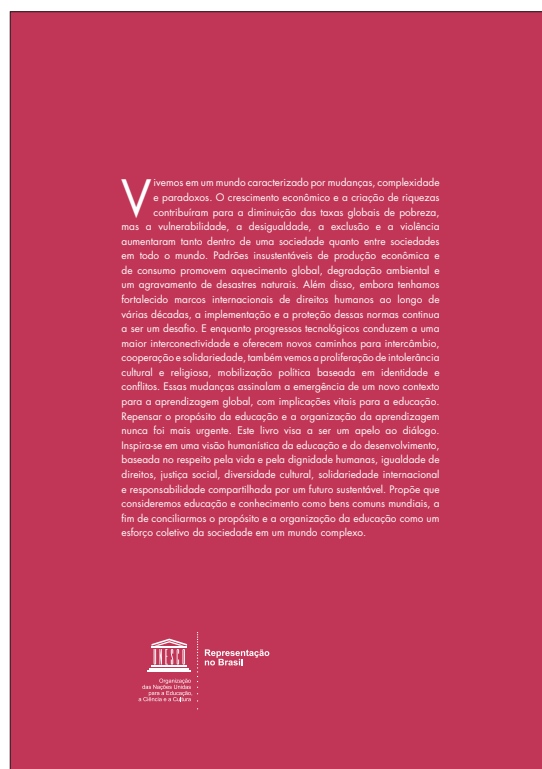 Vivemos em um mundo caracterizado por mudanças, complexidade
e paradoxos. O crescimento econômico e a criação de riquezas
contribuíram para a diminuição das taxas globais de pobreza,
mas a vulnerabilidade, a desigualdade, a exclusão e a violência
aumentaram tanto dentro de uma sociedade quanto entre sociedades
em todo o mundo. Padrões insustentáveis de produção econômica e
de consumo promovem aquecimento global, degradação ambiental e
um agravamento de desastres naturais. Além disso, embora tenhamos
fortalecido marcos internacionais de direitos humanos ao longo de
várias décadas, a implementação e a proteção dessas normas continua
a ser um desafio. E enquanto progressos tecnológicos conduzem a uma
maior interconectividade e oferecem novos caminhos para intercâmbio,
cooperação e solidariedade, também vemos a proliferação de intolerância
cultural e religiosa, mobilização política baseada em identidade e
conflitos. Essas mudanças assinalam a emergência de um novo contexto
para a aprendizagem global, com implicações vitais para a educação.
Repensar o propósito da educação e a organização da aprendizagem
nunca foi mais urgente. Este livro visa a ser um apelo ao diálogo.
Inspira-se em uma visão humanística da educação e do desenvolvimento,
baseada no respeito pela vida e pela dignidade humanas, igualdade de
direitos, justiça social, diversidade cultural, solidariedade internacional
e responsabilidade compartilhada por um futuro sustentável. Propõe que
consideremos educação e conhecimento como bens comuns mundiais, a
fim de conciliarmos o propósito e a organização da educação como um
esforço coletivo da sociedade em um mundo complexo.
UNESCO
Organização
das Nações Unidas
para a Educação,
a Ciência e a Cultura
Representação
no Brasil